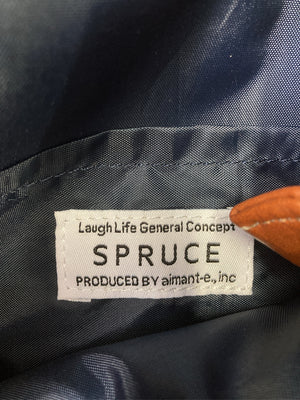 Laugh Life General Concept
SPRUCE
PRODUCED BY aimant-e., inc